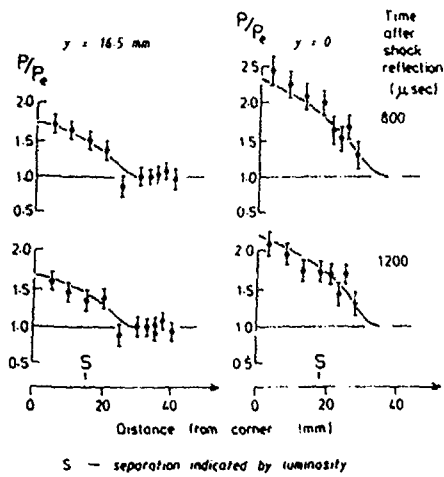 y = 16.5 mm
y = 0
Time
after
shock
reflection
(μsec)
P/Pe
2.0
1.5
1.0
0.5
P/Pe
2.5
2.0
1.5
1.0
0.5
800
2.0
1.5
1.0
0.5
2.0
1.5
1.0
0.5
1200
S
S
0 20 40
0 20 40
Distance from corner (mm)
S — separation indicated by luminosity